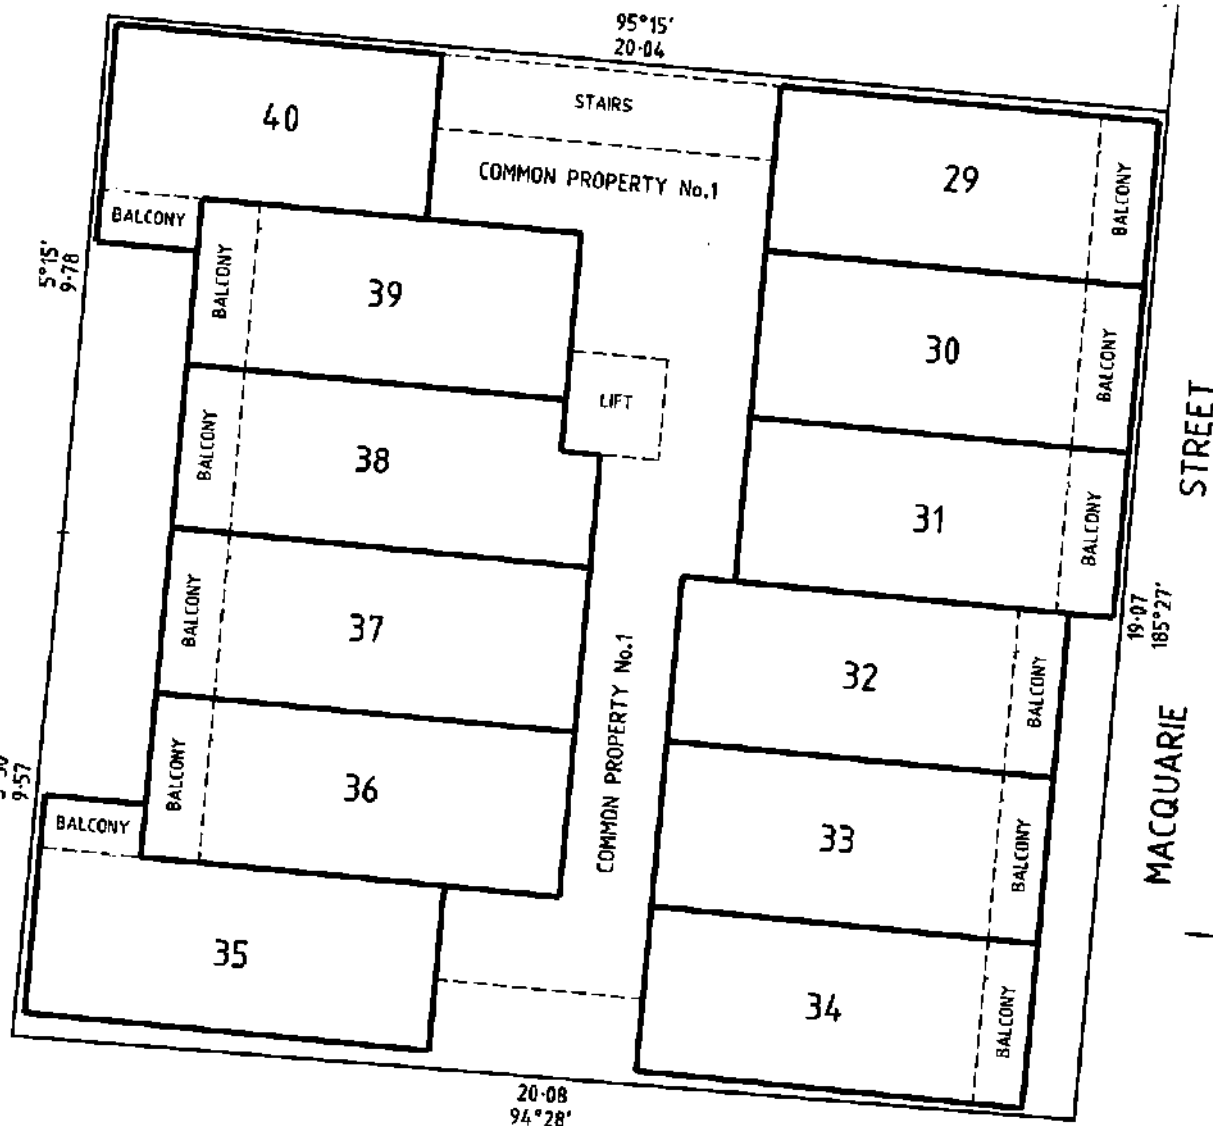 95°15'
20·04
40
STAIRS
COMMON PROPERTY No.1
29
BALCONY
BALCONY
5°15'
9·78
BALCONY
39
30
BALCONY
LIFT
STREET
BALCONY
38
31
BALCONY
BALCONY
37
19·07
185°27'
COMMON PROPERTY No.1
32
BALCONY
MACQUARIE
9·57
BALCONY
36
BALCONY
33
BALCONY
35
34
BALCONY
20·08
94°28'